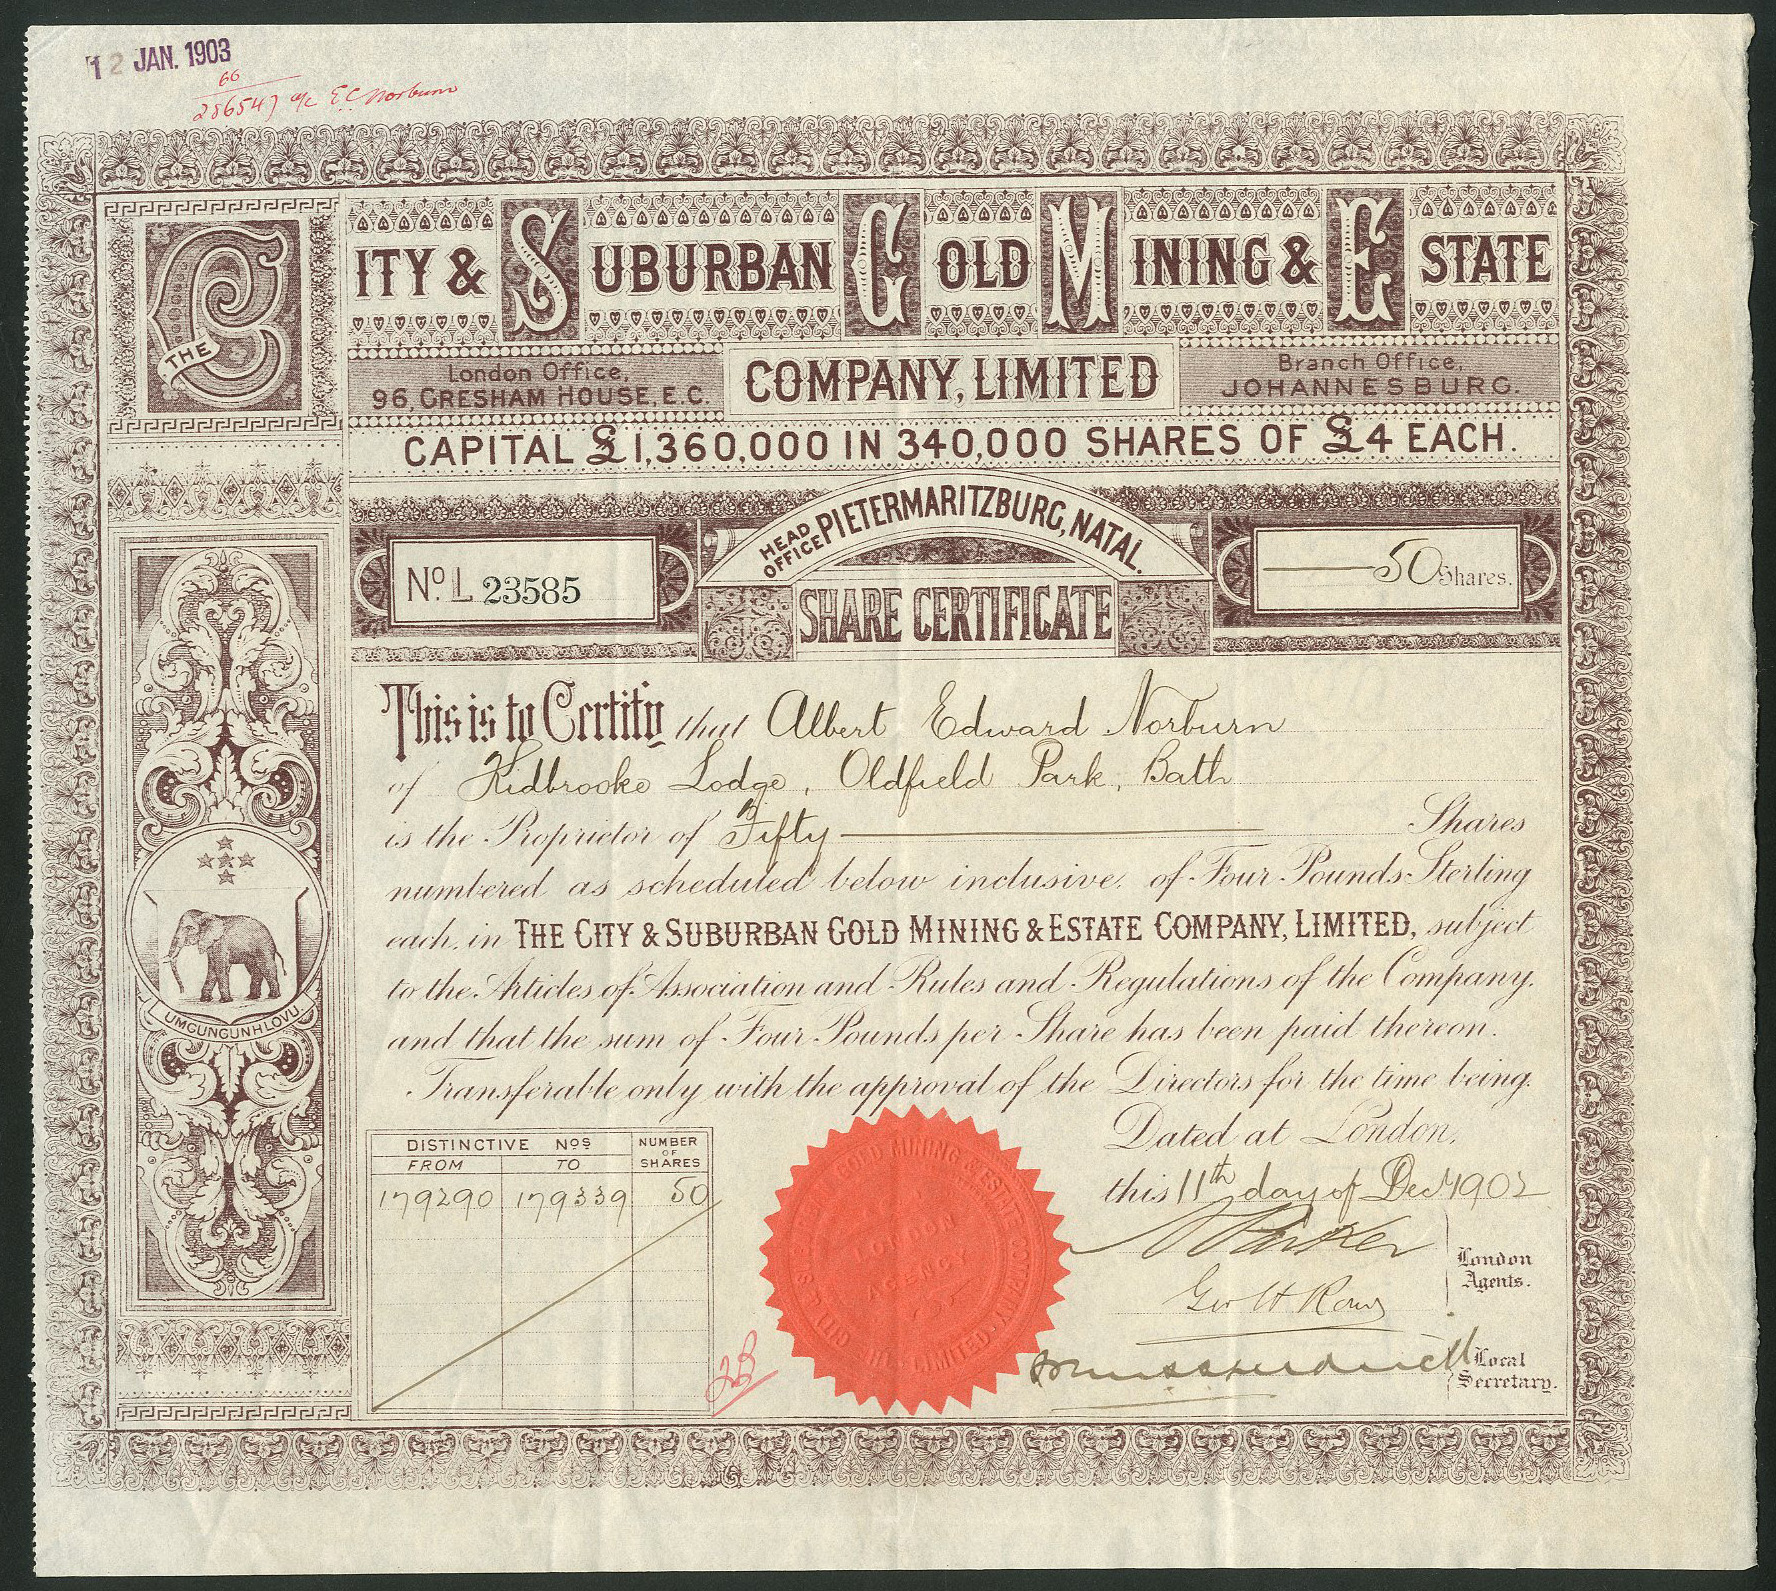 12 JAN. 1903
66
286547 a/c E.C. Norburn
THE CITY & SUBURBAN GOLD MINING & ESTATE
London Office,
96, GRESHAM HOUSE, E.C.
COMPANY, LIMITED
Branch Office,
JOHANNESBURG.
CAPITAL £1,360,000 IN 340,000 SHARES OF £4 EACH.
HEAD OFFICE PIETERMARITZBURG, NATAL.
No. L 23585
SHARE CERTIFICATE
50 Shares.
This is to Certify that Albert Edward Norburn
of Kidbrooke Lodge, Oldfield Park, Bath
is the Proprietor of Fifty Shares
numbered as scheduled below inclusive, of Four Pounds Sterling
each, in THE CITY & SUBURBAN GOLD MINING & ESTATE COMPANY, LIMITED, subject
to the Articles of Association and Rules and Regulations of the Company,
and that the sum of Four Pounds per Share has been paid thereon.
Transferable only with the approval of the Directors for the time being.
UMGUNGUNHLOVU
Dated at London,
this 11th day of Decr 1902
DISTINCTIVE NOS
NUMBER OF SHARES
FROM TO
179290 179339 50
LONDON AGENCY
Parker
Geo H Rowe
London Agents.
Local Secretary.